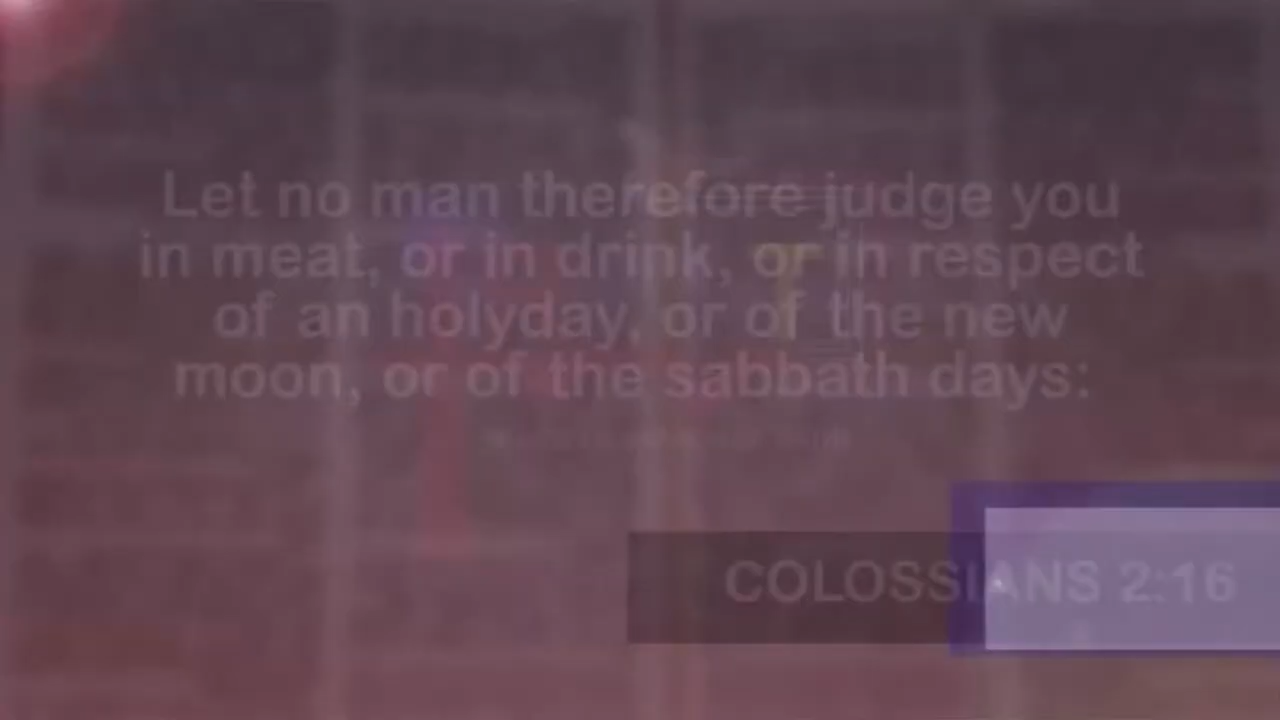 Let no man therefore judge you
in meat, or in drink, or in respect
of an holyday, or of the new
moon, or of the sabbath days:
COLOSSIANS 2:16